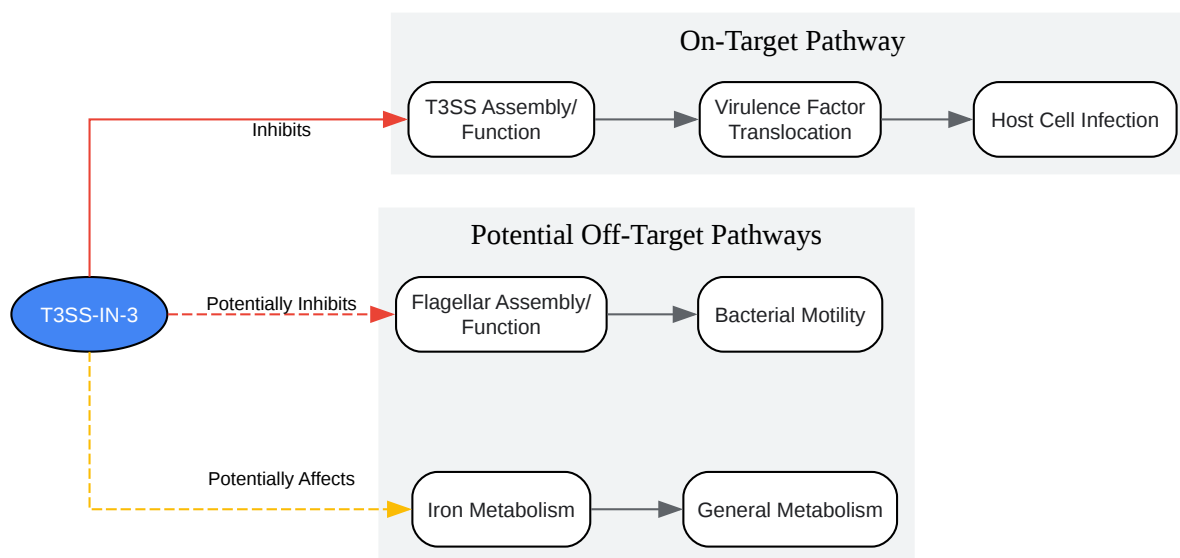 On-Target Pathway
T3SS Assembly/
Function
Virulence Factor
Translocation
Host Cell Infection
Inhibits
Potential Off-Target Pathways
T3SS-IN-3
Potentially Inhibits
Flagellar Assembly/
Function
Bacterial Motility
Potentially Affects
Iron Metabolism
General Metabolism